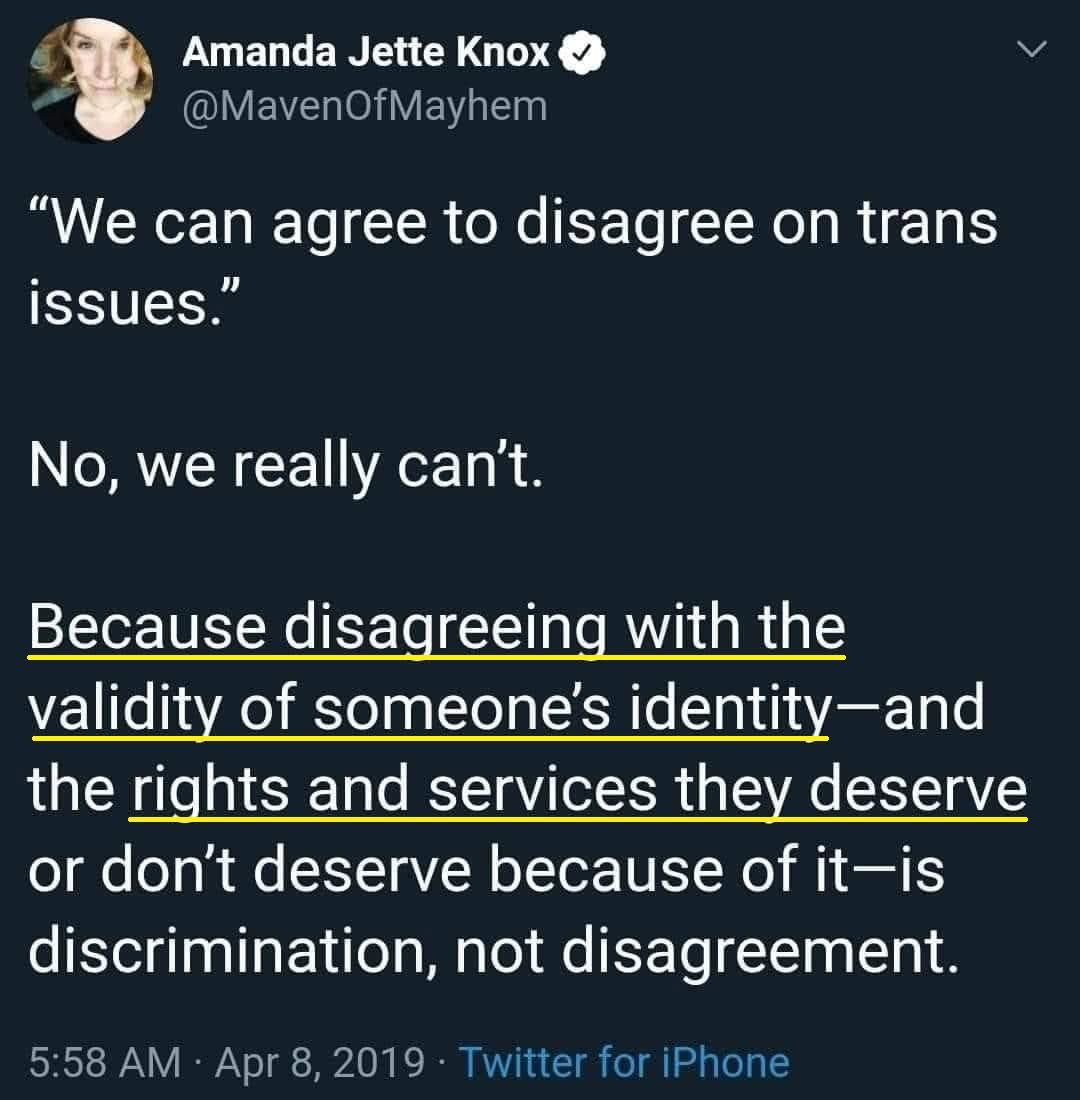 Amanda Jette Knox
@MavenOfMayhem
“We can agree to disagree on trans
issues.”
No, we really can’t.
Because disagreeing with the
validity of someone’s identity—and
the rights and services they deserve
or don’t deserve because of it—is
discrimination, not disagreement.
5:58 AM · Apr 8, 2019 · Twitter for iPhone